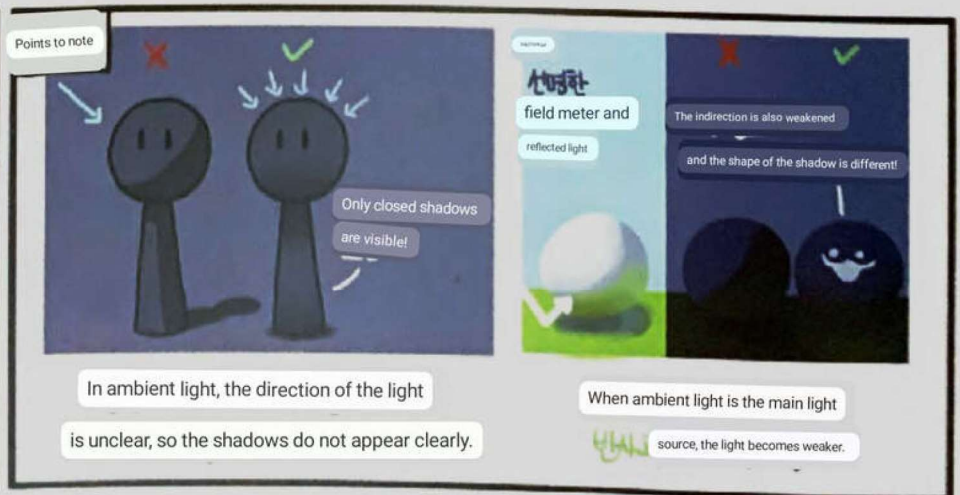 Points to note
Only closed shadows
are visible!
In ambient light, the direction of the light
is unclear, so the shadows do not appear clearly.
선명한
field meter and
reflected light
The indirection is also weakened
and the shape of the shadow is different!
When ambient light is the main light
반사
source, the light becomes weaker.